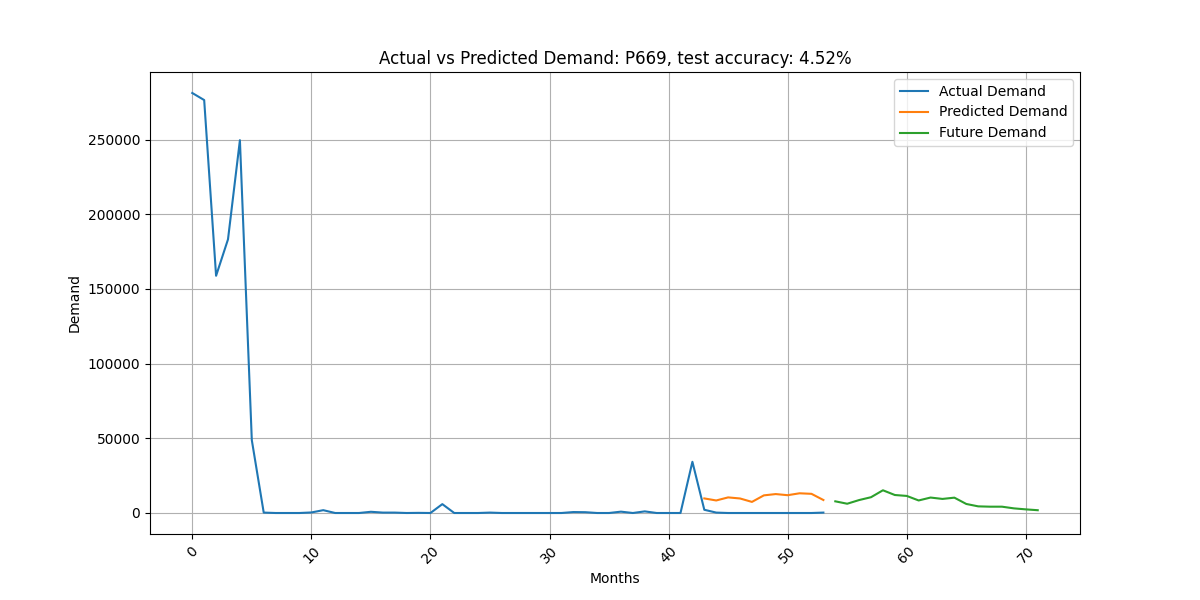 Actual vs Predicted Demand: P669, test accuracy: 4.52%
Actual Demand
Predicted Demand
Future Demand
250000
200000
150000
100000
50000
0
Demand
0 10 20 30 40 50 60 70
Months